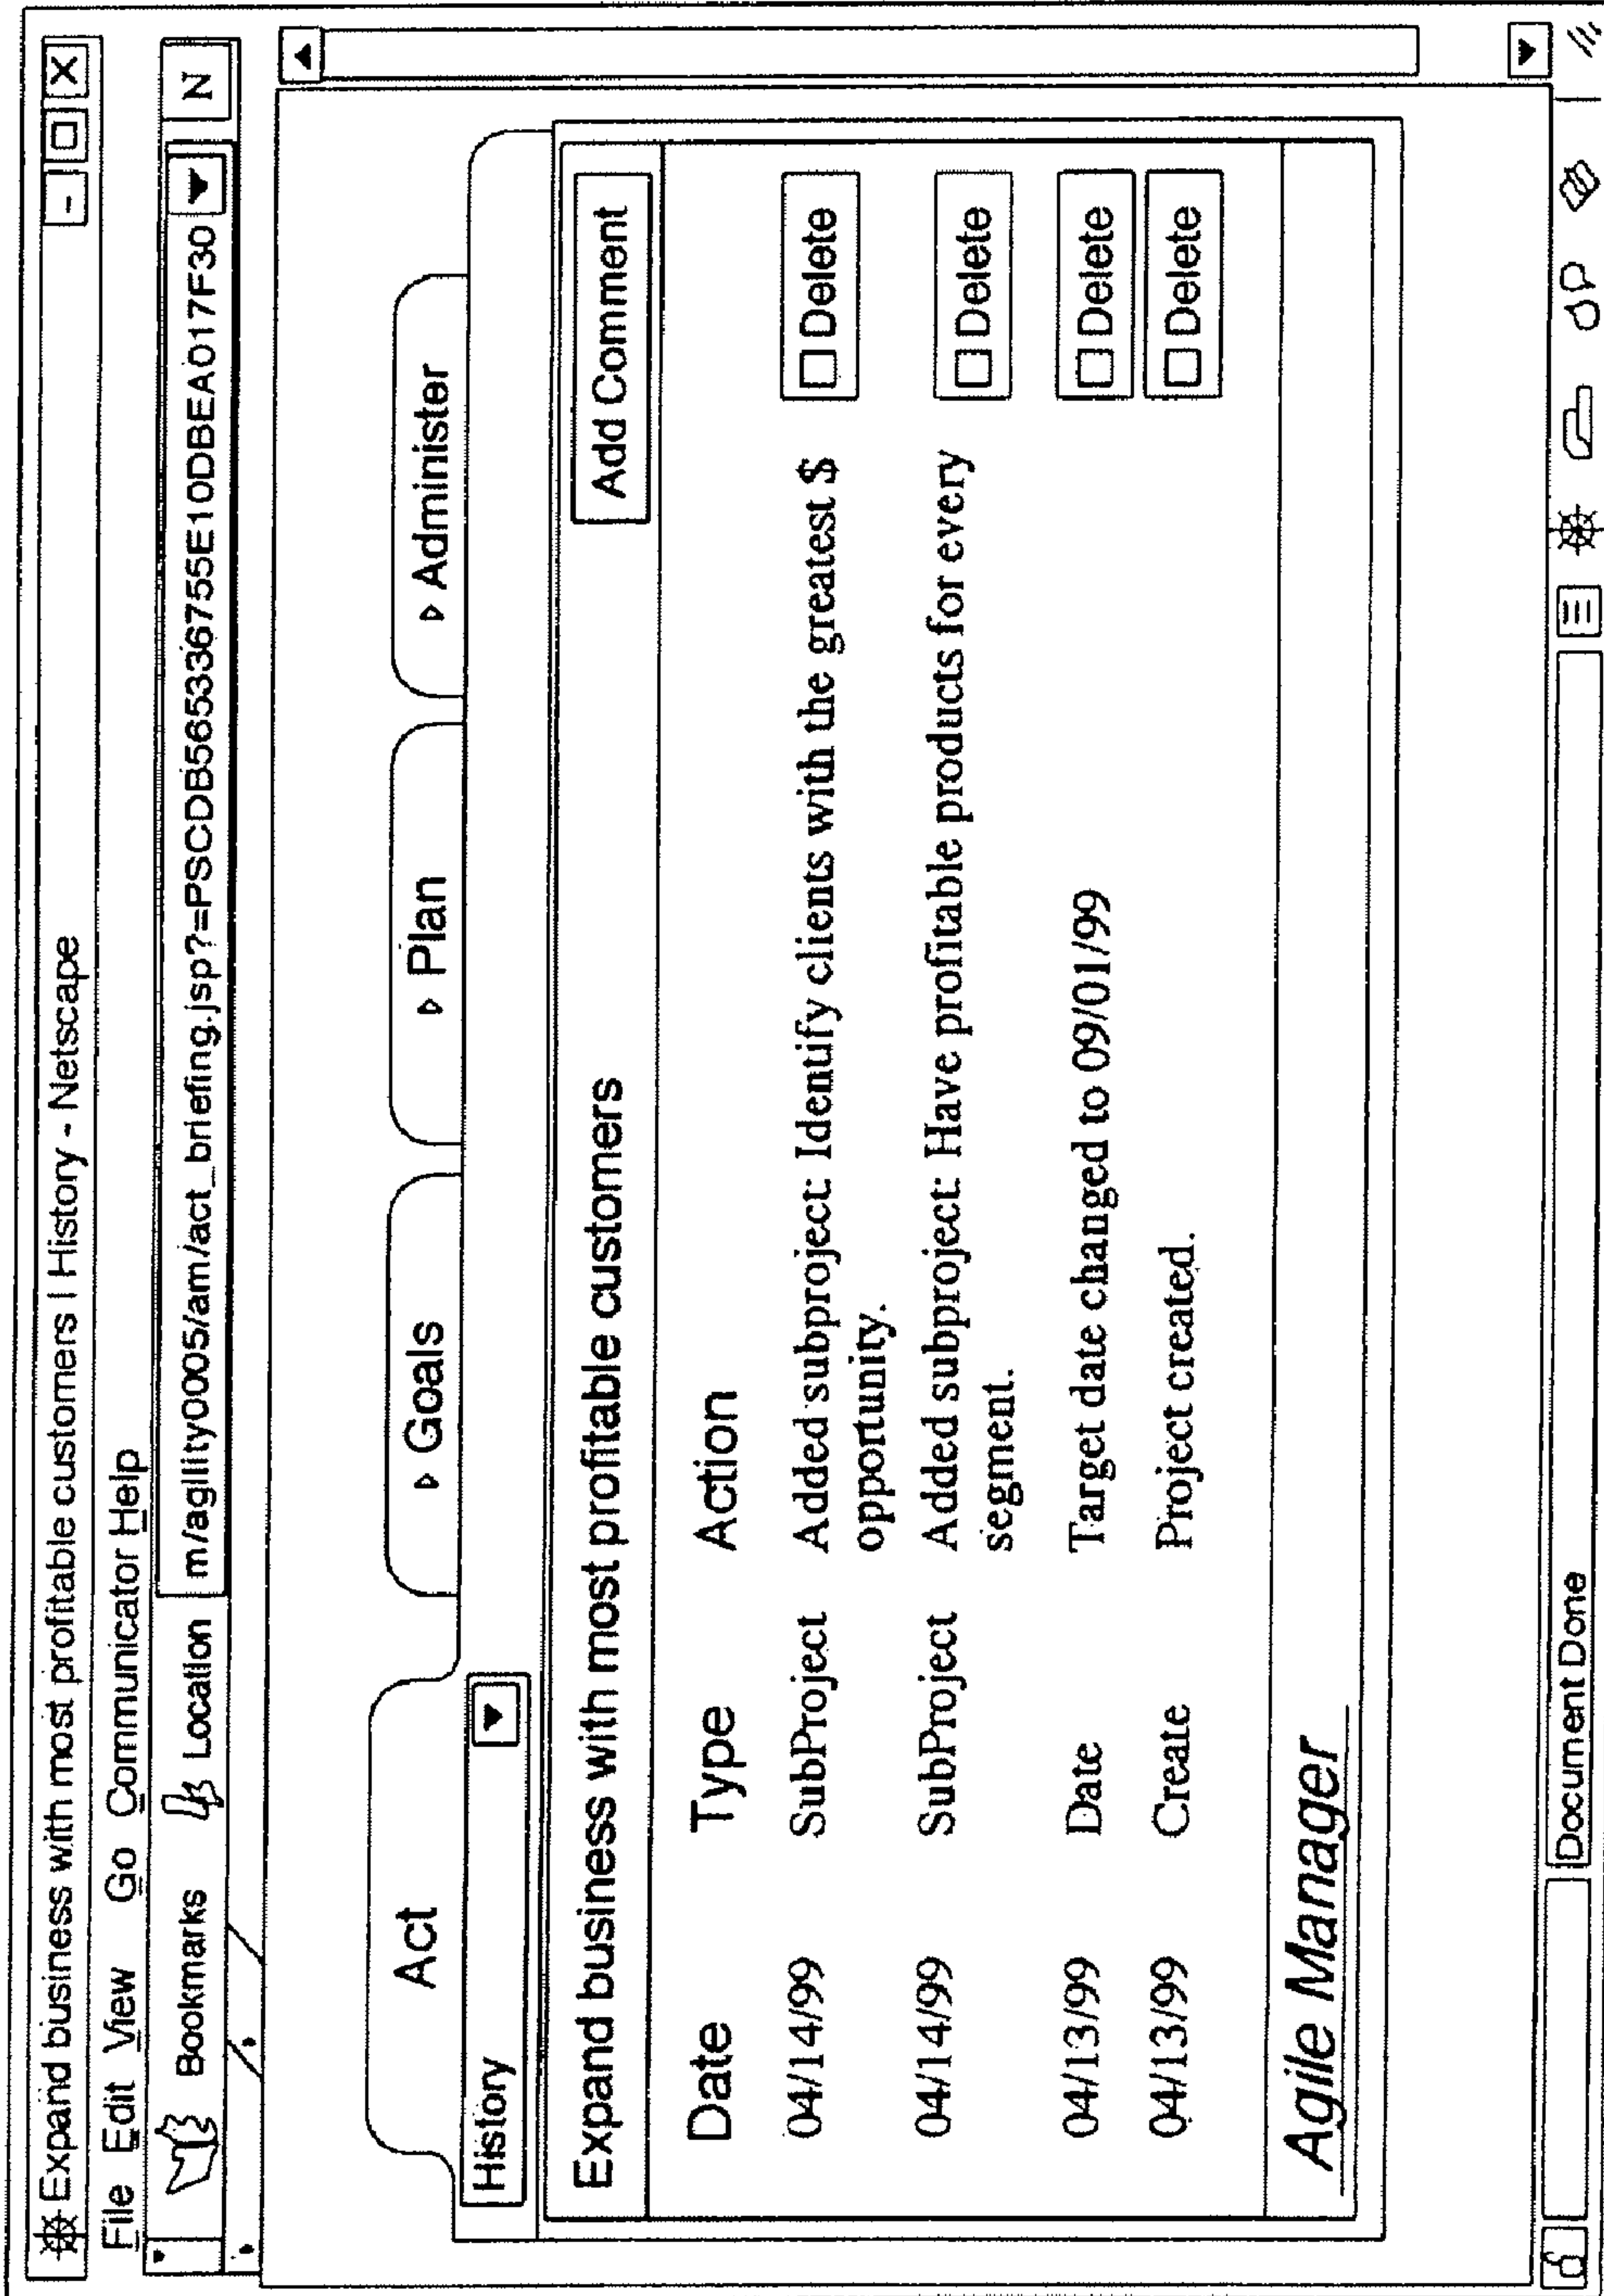 Expand business with most profitable customers | History - Netscape
File Edit View Go Communicator Help
Bookmarks Location m/agility0005/am/act_briefing.jsp?=PSCDB565336755E10DBEA017F30 N
Act ▹ Goals ▹ Plan ▹ Administer
History
Expand business with most profitable customers Add Comment
Date Type Action
04/14/99 SubProject Added subproject: Identify clients with the greatest $ Delete
opportunity.
04/14/99 SubProject Added subproject: Have profitable products for every Delete
segment.
04/13/99 Date Target date changed to 09/01/99 Delete
04/13/99 Create Project created. Delete
Agile Manager
Document Done